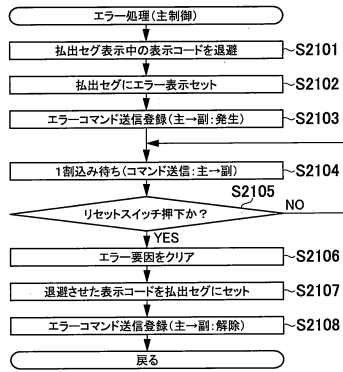 エラー処理(主制御)
払出セグ表示中の表示コードを退避
S2101
払出セグにエラー表示セット
S2102
エラーコマンド送信登録(主→副:発生)
S2103
1割込み待ち(コマンド送信:主→副)
S2104
S2105
リセットスイッチ押下か?
NO
YES
エラー要因をクリア
S2106
退避させた表示コードを払出セグにセット
S2107
エラーコマンド送信登録(主→副:解除)
S2108
戻る